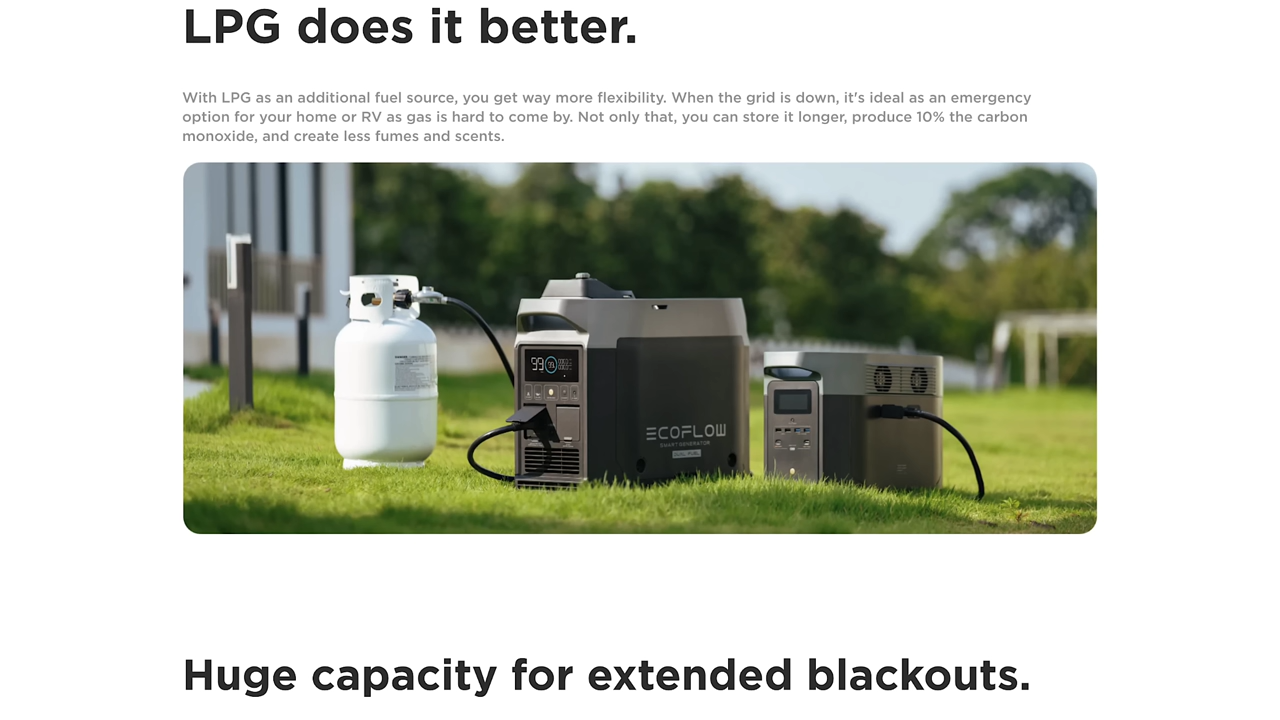 LPG does it better.
With LPG as an additional fuel source, you get way more flexibility. When the grid is down, it's ideal as an emergency
option for your home or RV as gas is hard to come by. Not only that, you can store it longer, produce 10% the carbon
monoxide, and create less fumes and scents.
99
ECOFLOW
SMART GENERATOR
DUAL FUEL
Huge capacity for extended blackouts.